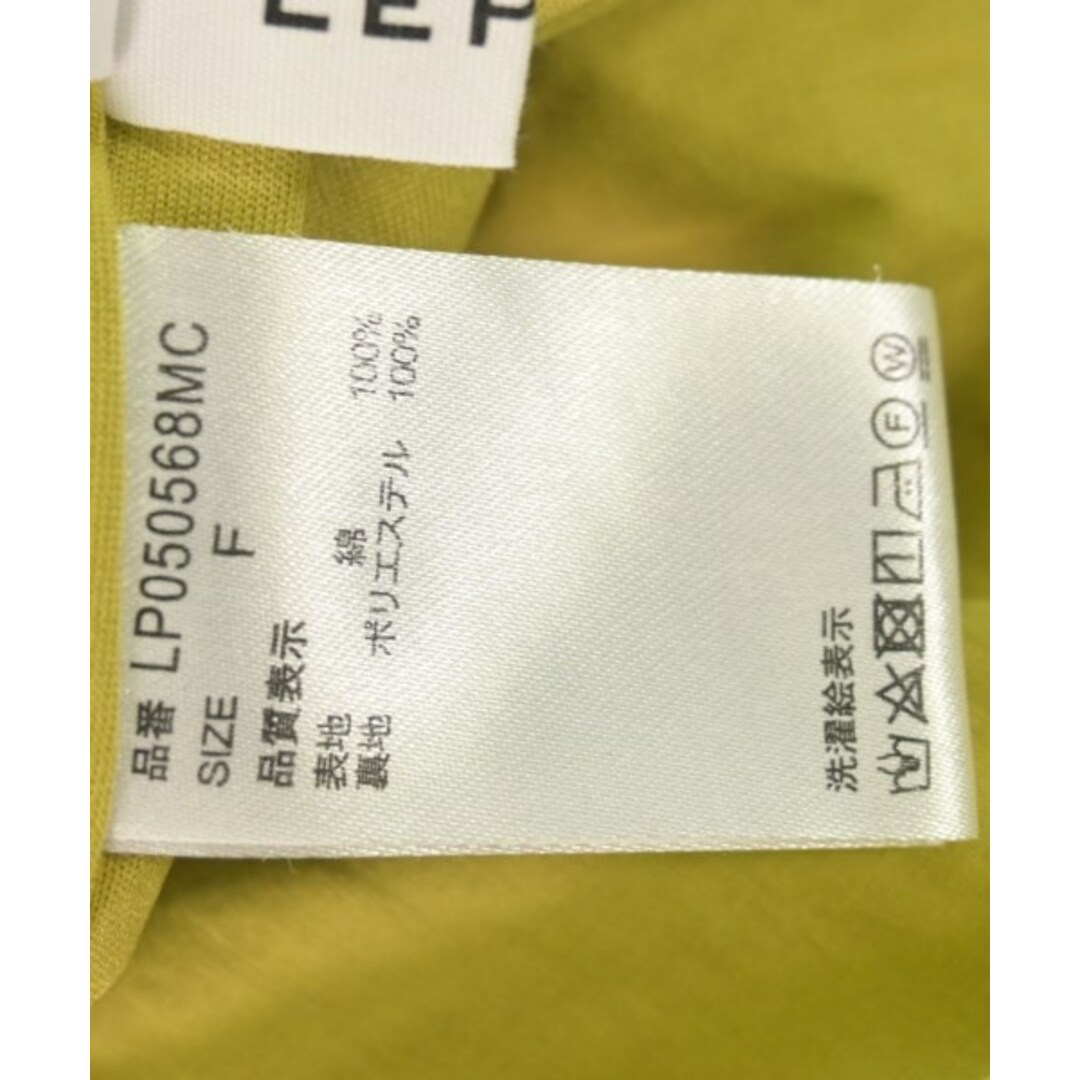 LEP
品番 LP050568MC
SIZE F
品質表示
表地 綿 100%
裏地 ポリエステル 100%
洗濯絵表示
F W